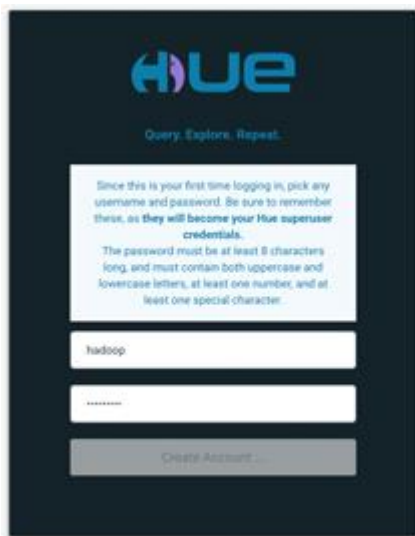 HUE
Query. Explore. Repeat.
Since this is your first time logging in, pick any
username and password. Be sure to remember
these, as they will become your Hue superuser
credentials.
The password must be at least 8 characters
long, and must contain both uppercase and
lowercase letters, at least one number, and at
least one special character.
hadoop
·········
Create Account ...